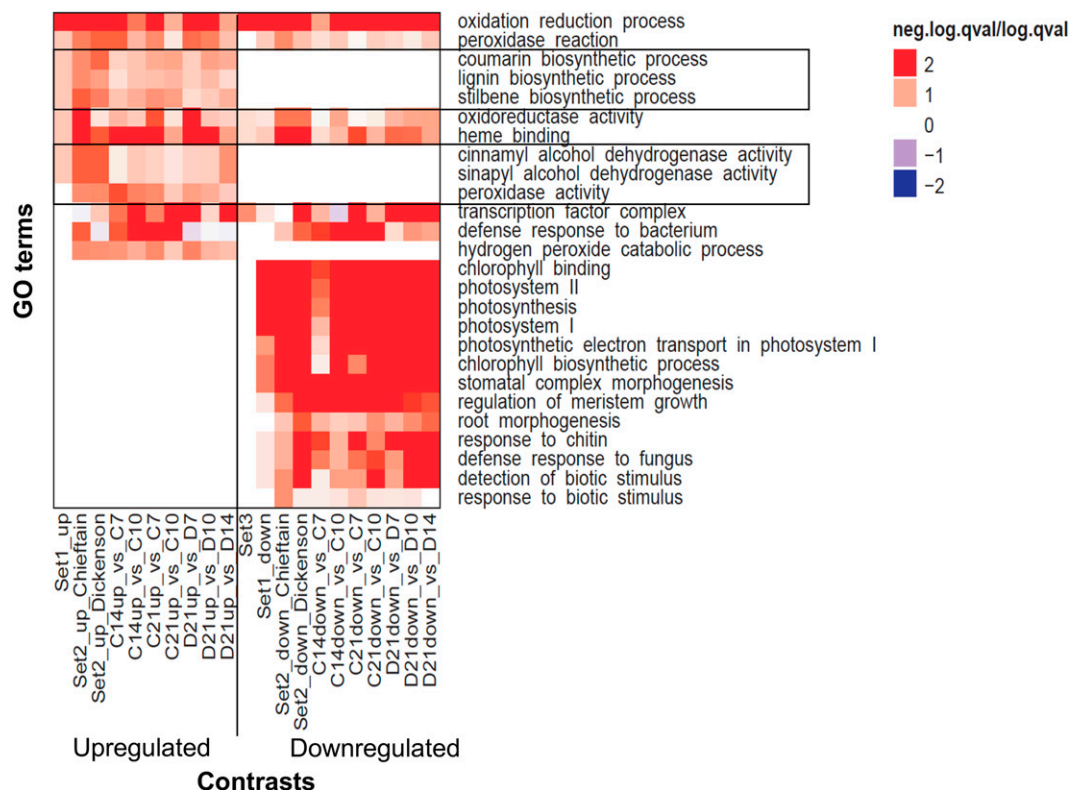 neg.log.qval/log.qval
2
1
0
−1
−2
GO terms
oxidation reduction process
peroxidase reaction
coumarin biosynthetic process
lignin biosynthetic process
stilbene biosynthetic process
oxidoreductase activity
heme binding
cinnamyl alcohol dehydrogenase activity
sinapyl alcohol dehydrogenase activity
peroxidase activity
transcription factor complex
defense response to bacterium
hydrogen peroxide catabolic process
chlorophyll binding
photosystem II
photosynthesis
photosystem I
photosynthetic electron transport in photosystem I
chlorophyll biosynthetic process
stomatal complex morphogenesis
regulation of meristem growth
root morphogenesis
response to chitin
defense response to fungus
detection of biotic stimulus
response to biotic stimulus
Set1_up
Set2_up_Chieftain
Set2_up_Dickenson
C14up_vs_C7
C14up_vs_C10
C21up_vs_C7
C21up_vs_C10
D21up_vs_D7
D21up_vs_D10
D21up_vs_D14
Set3
Set1_down
Set2_down_Chieftain
Set2_down_Dickenson
C14down_vs_C7
C14down_vs_C10
C21down_vs_C7
C21down_vs_C10
D21down_vs_D7
D21down_vs_D10
D21down_vs_D14
Upregulated
Downregulated
Contrasts